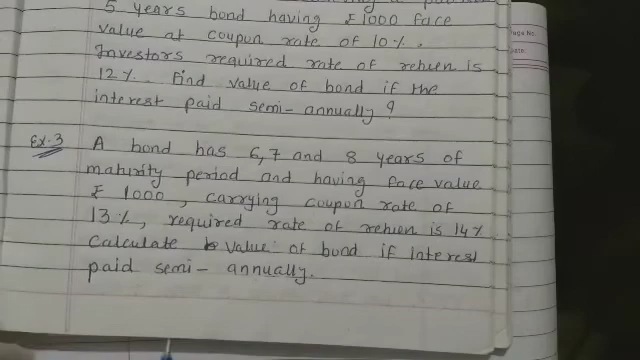 5 years bond having ₹ 1000 face
value at coupon rate of 10%.
Investors required rate of return is
12%. Find value of bond if the
interest paid semi-annually ?
Ex.3 A bond has 6,7 and 8 years of
maturity period and having face value
₹ 1000, carrying coupon rate of
13%, required rate of return is 14%
Calculate value of bond if interest
paid semi-annually.
Page No.
Date: